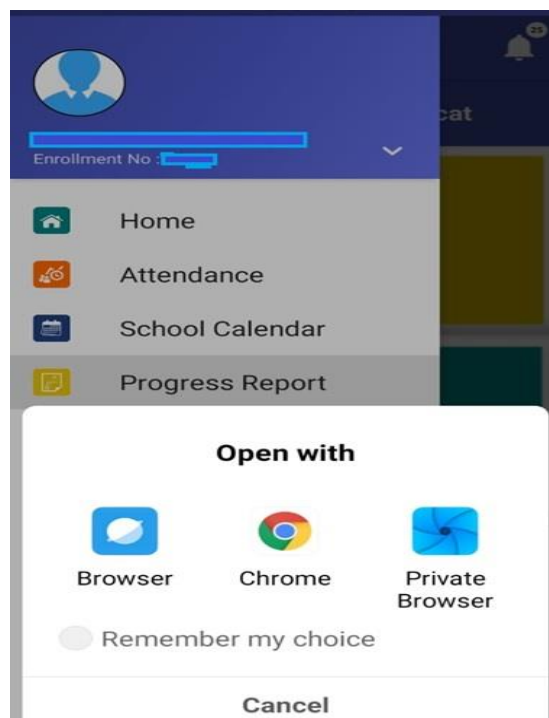 25
cat
Enrollment No :
Home
Attendance
School Calendar
Progress Report
Open with
Browser
Chrome
Private
Browser
Remember my choice
Cancel